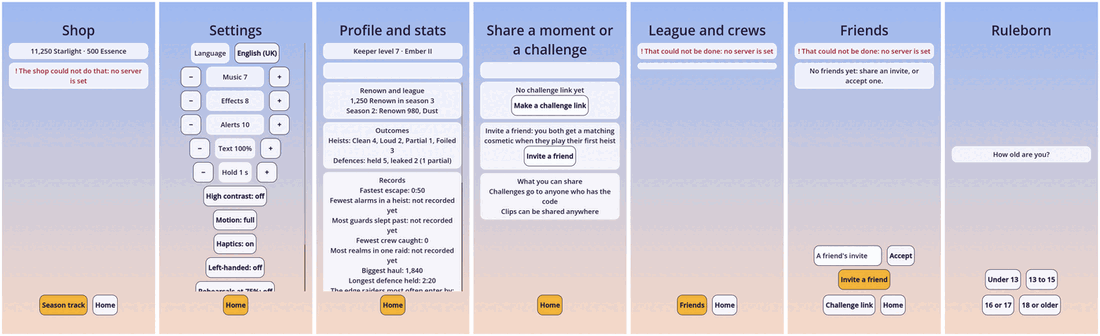 Shop
11,250 Starlight · 500 Essence
! The shop could not do that: no server
is set
Season track
Home
Settings
Language
English (UK)
− Music 7 +
− Effects 8 +
− Alerts 10 +
− Text 100% +
− Hold 1 s +
High contrast: off
Motion: full
Haptics: on
Left-handed: off
Rehearsals at 75%: off
Home
Profile and stats
Keeper level 7 · Ember II
Renown and league
1,250 Renown in season 3
Season 2: Renown 980, Dust
Outcomes
Heists: Clean 4, Loud 2, Partial 1, Foiled
3
Defences: held 5, leaked 2 (1 partial)
Records
Fastest escape: 0:50
Fewest alarms in a heist: not recorded
yet
Most guards slept past: not recorded
yet
Fewest crew caught: 0
Most realms in one raid: not recorded
yet
Biggest haul: 1,840
Longest defence held: 2:20
The edge raiders most often enter by:
Home
Share a moment or
a challenge
No challenge link yet
Make a challenge link
Invite a friend: you both get a matching
cosmetic when they play their first heist
Invite a friend
What you can share
Challenges go to anyone who has the
code
Clips can be shared anywhere
Home
League and crews
! That could not be done: no server is set
Friends
Home
Friends
! That could not be done: no server is set
No friends yet: share an invite, or
accept one.
A friend's invite
Accept
Invite a friend
Challenge link
Home
Ruleborn
How old are you?
Under 13
13 to 15
16 or 17
18 or older